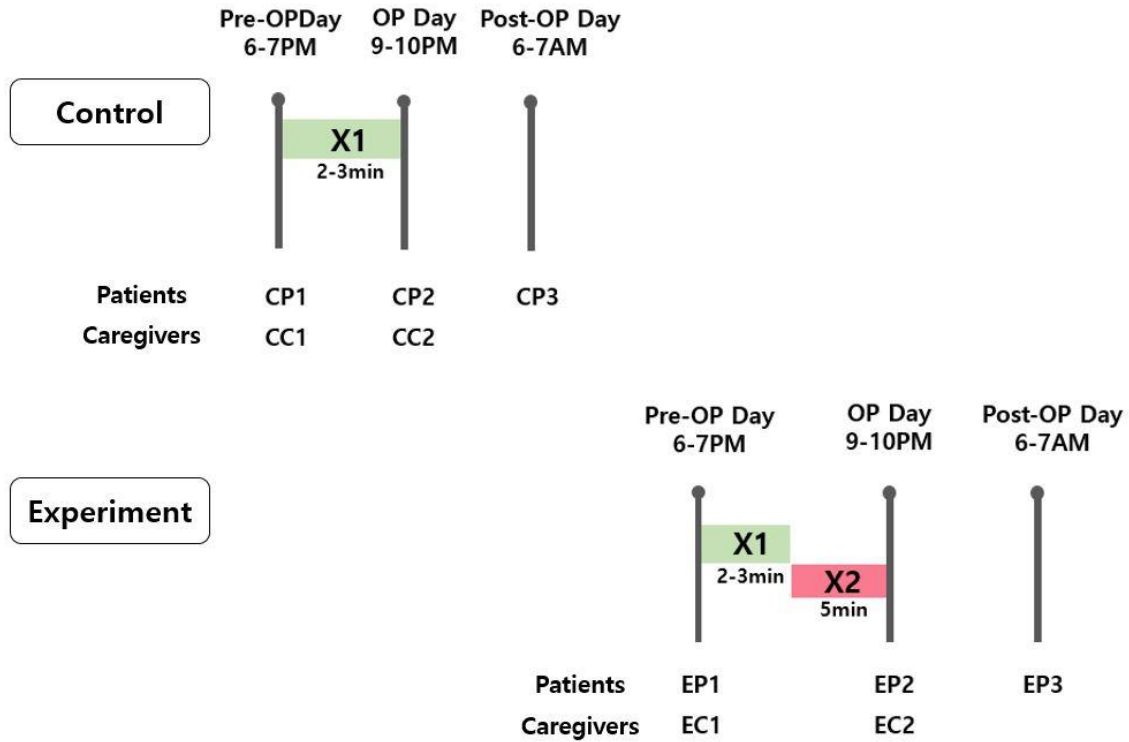 Pre-OPDay OP Day Post-OP Day
6-7PM 9-10PM 6-7AM
Control
X1
2-3min
Patients CP1 CP2 CP3
Caregivers CC1 CC2
Pre-OP Day OP Day Post-OP Day
6-7PM 9-10PM 6-7AM
Experiment
X1
2-3min
X2
5min
Patients EP1 EP2 EP3
Caregivers EC1 EC2